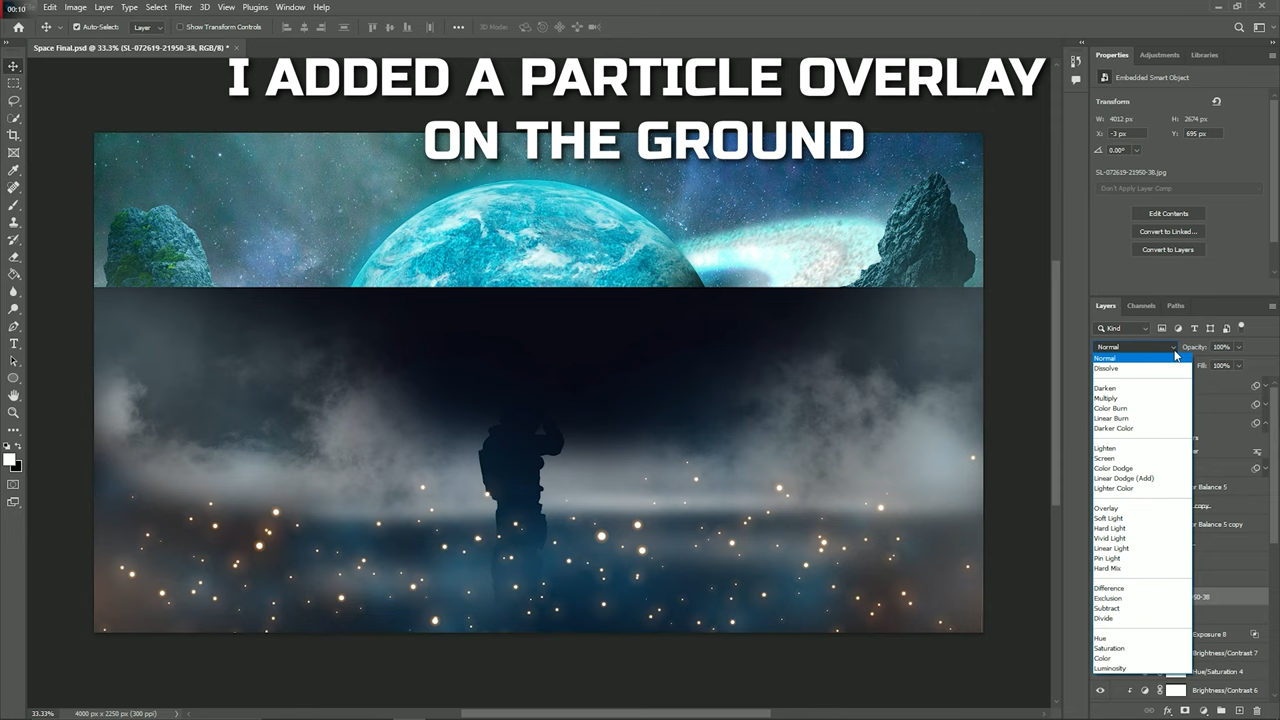 00:10
Edit
Image
Layer
Type
Select
Filter
3D
View
Plugins
Window
Help
Auto-Select:
Layer
Show Transform Controls
3D Mode:
Space Final.psd @ 33.3% (SL-072619-21950-38, RGB/8) *
I ADDED A PARTICLE OVERLAY
ON THE GROUND
Properties
Adjustments
Libraries
Embedded Smart Object
Transform
W: 4012 px
H: 2674 px
X: -3 px
Y: 695 px
0.00°
SL-072619-21950-38.jpg
Don't Apply Layer Comp
Edit Contents
Convert to Linked...
Convert to Layers
Layers
Channels
Paths
Kind
Normal
Opacity: 100%
Fill: 100%
Normal
Dissolve
Darken
Multiply
Color Burn
Linear Burn
Darker Color
Lighten
Screen
Color Dodge
Linear Dodge (Add)
Lighter Color
Overlay
Soft Light
Hard Light
Vivid Light
Linear Light
Pin Light
Hard Mix
Difference
Exclusion
Subtract
Divide
Hue
Saturation
Color
Luminosity
Balance 5
copy
Balance 5 copy
Exposure 8
Brightness/Contrast 7
Hue/Saturation 4
Brightness/Contrast 6
33.33%
4000 px x 2250 px (300 ppi)